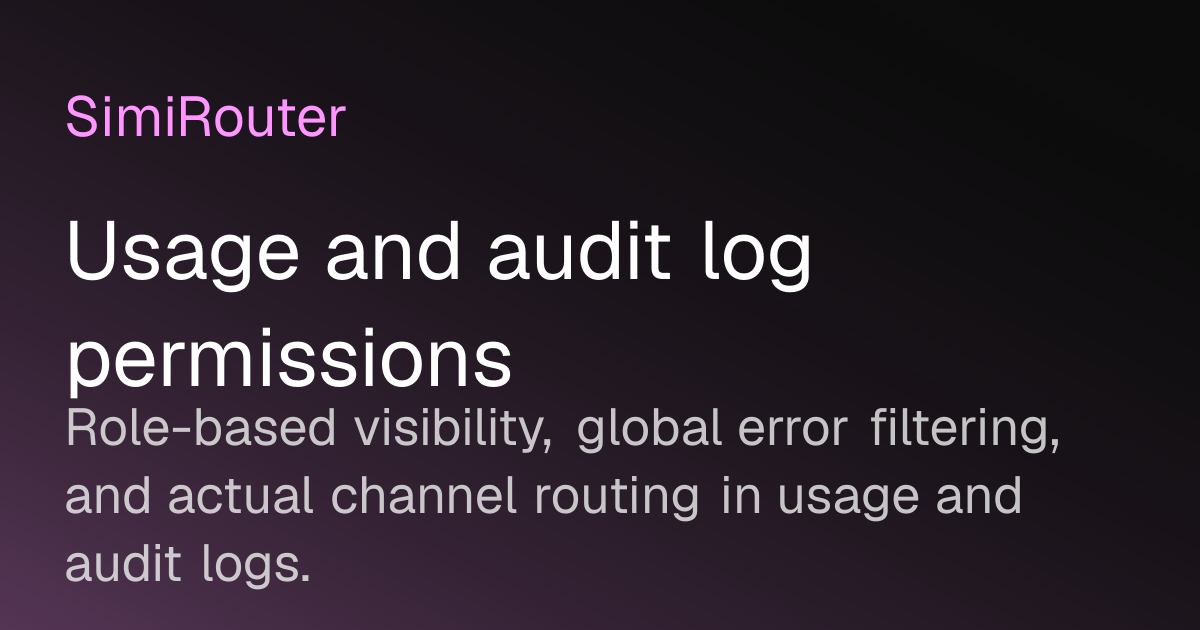 SimiRouter
Usage and audit log
permissions
Role-based visibility, global error filtering,
and actual channel routing in usage and
audit logs.